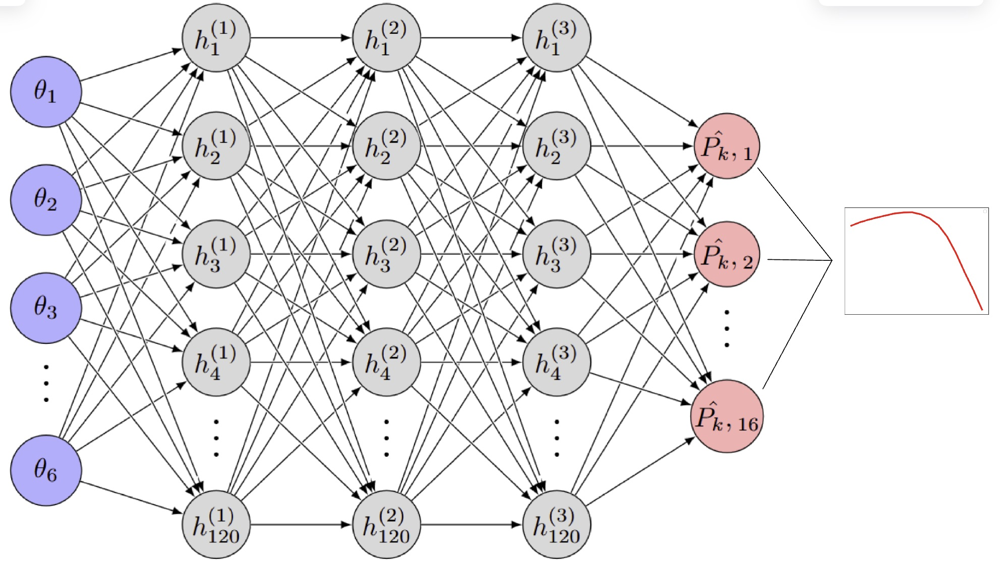 h₁⁽¹⁾ h₁⁽²⁾ h₁⁽³⁾
θ₁
h₂⁽¹⁾ h₂⁽²⁾ h₂⁽³⁾ P̂ₖ,₁
θ₂
h₃⁽¹⁾ h₃⁽²⁾ h₃⁽³⁾ P̂ₖ,₂
θ₃
h₄⁽¹⁾ h₄⁽²⁾ h₄⁽³⁾
P̂ₖ,₁₆
θ₆
h₁₂₀⁽¹⁾ h₁₂₀⁽²⁾ h₁₂₀⁽³⁾